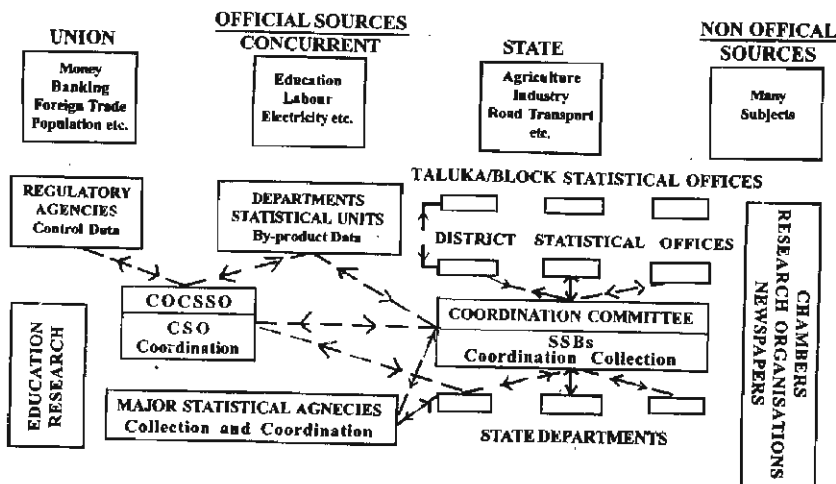 OFFICIAL SOURCES
UNION
CONCURRENT
STATE
NON OFFICAL
SOURCES
Money
Banking
Foreign Trade
Population etc.
Education
Labour
Electricity etc.
Agriculture
Industry
Road Transport
etc.
Many
Subjects
REGULATORY
AGENCIES
Control Data
DEPARTMENTS
STATISTICAL UNITS
By-product Data
TALUKA/BLOCK STATISTICAL OFFICES
DISTRICT STATISTICAL OFFICES
COCSSO
CSO
Coordination
COORDINATION COMMITTEE
SSBs
Coordination Collection
EDUCATION
RESEARCH
MAJOR STATISTICAL AGNECIES
Collection and Coordination
STATE DEPARTMENTS
CHAMBERS
RESEARCH ORGANISATIONS
NEWSPAPERS